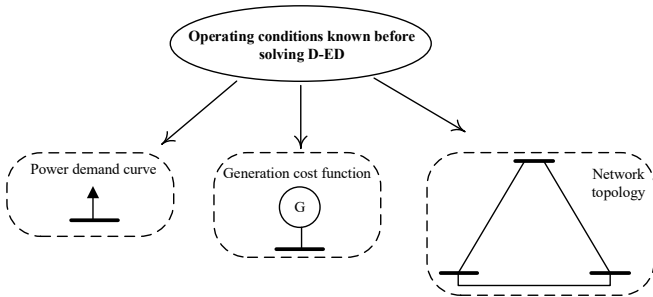 Operating conditions known before
solving D-ED
Power demand curve
Generation cost function
G
Network
topology